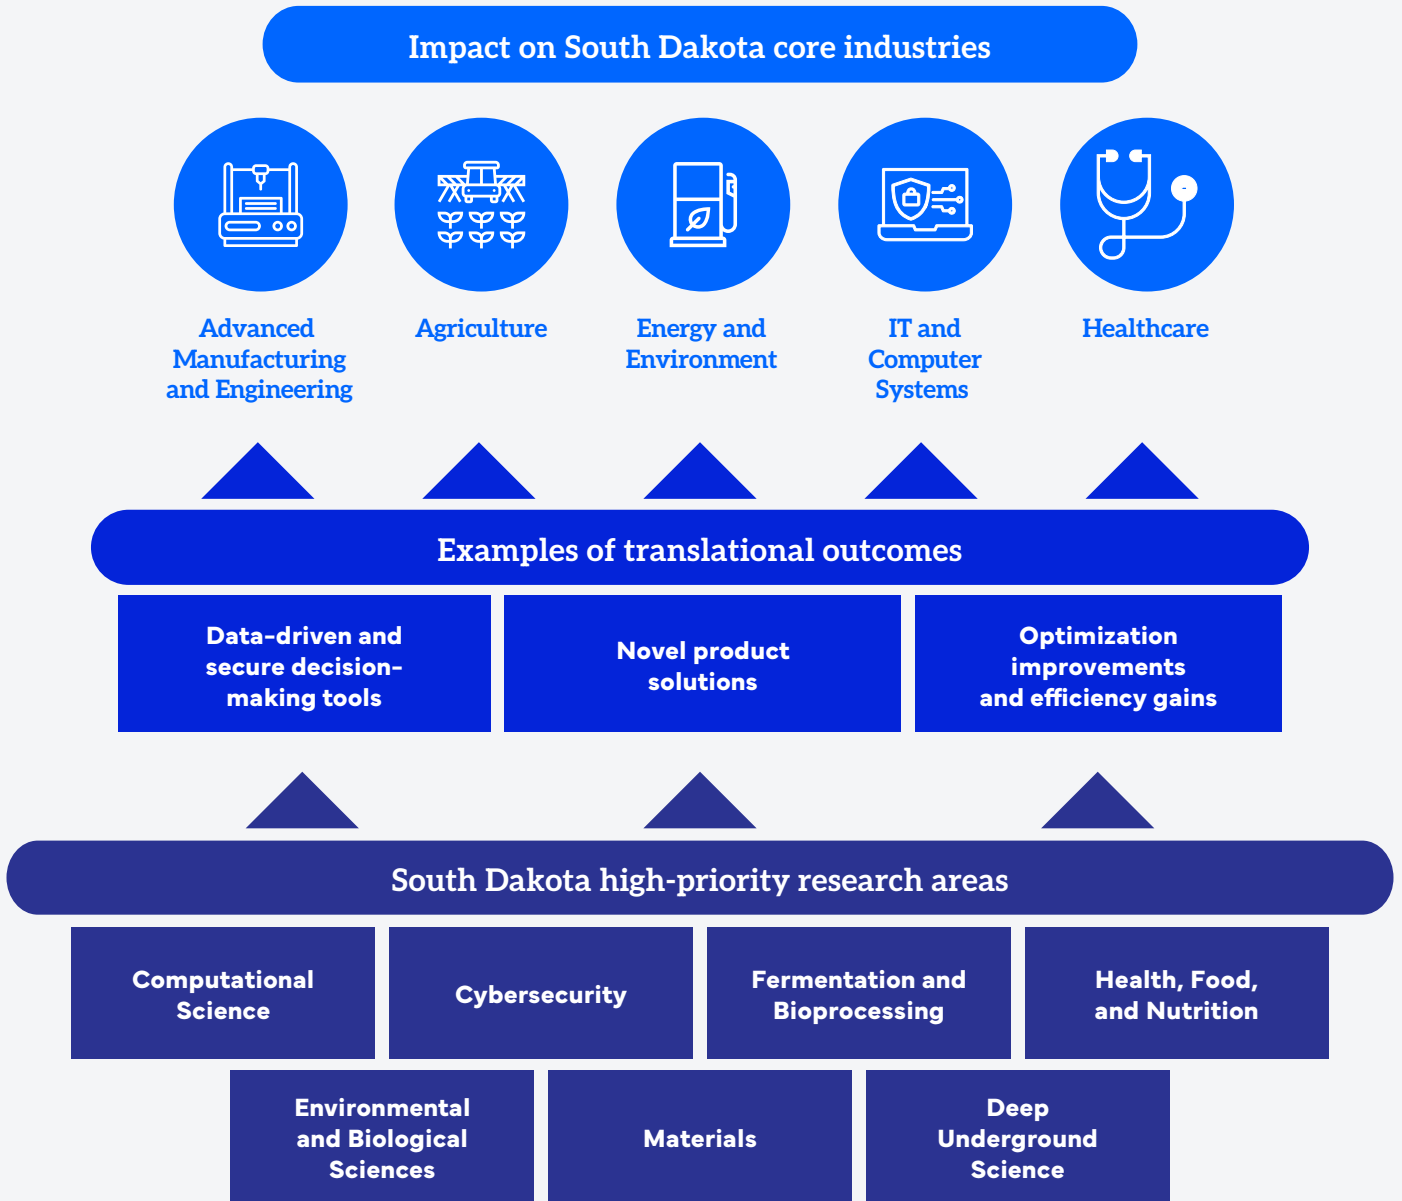 Impact on South Dakota core industries
Advanced
Manufacturing
and Engineering
Agriculture
Energy and
Environment
IT and
Computer
Systems
Healthcare
Examples of translational outcomes
Data-driven and
secure decision-
making tools
Novel product
solutions
Optimization
improvements
and efficiency gains
South Dakota high-priority research areas
Computational
Science
Cybersecurity
Fermentation and
Bioprocessing
Health, Food,
and Nutrition
Environmental
and Biological
Sciences
Materials
Deep
Underground
Science